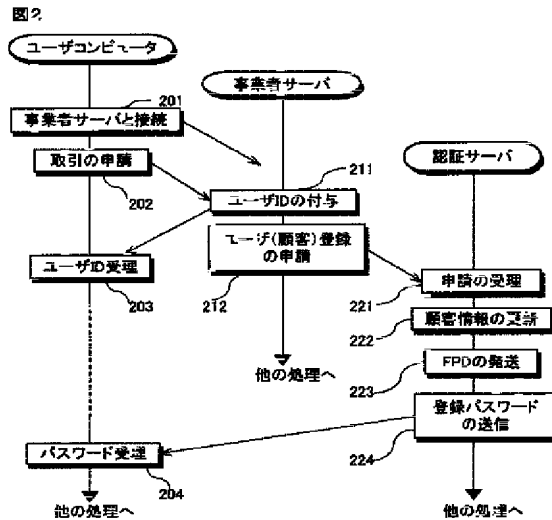 図2
ユーザコンピュータ
事業者サーバ
認証サーバ
201
事業者サーバと接続
取引の申請
202
211
ユーザIDの付与
ユーザ(顧客)登録
の申請
212
ユーザID受理
203
申請の受理
221
顧客情報の更新
222
FPDの発送
223
他の処理へ
登録パスワード
の送信
224
パスワード受理
204
他の処理へ
他の処理へ